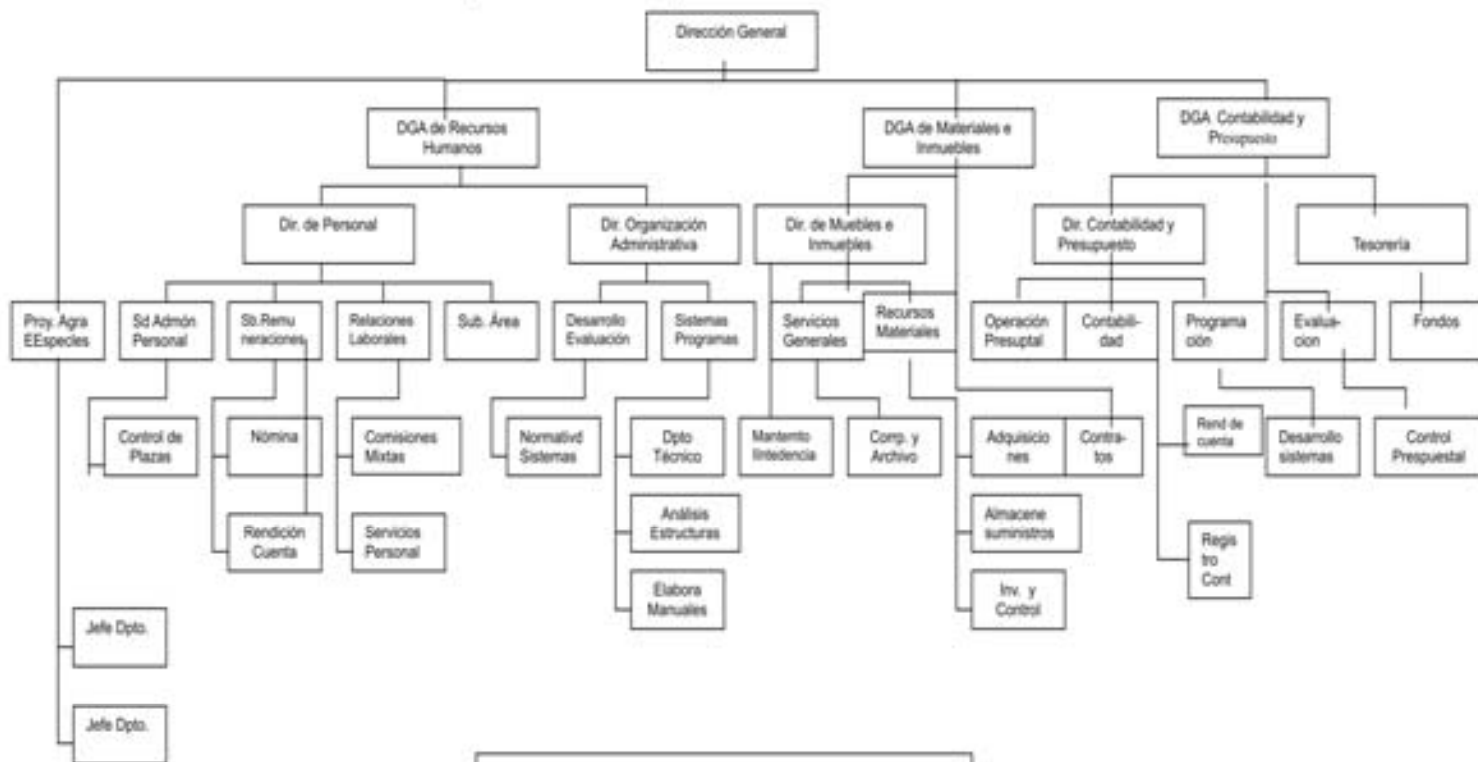 Dirección General
DGA de Recursos
Humanos
DGA de Materiales e
Inmuebles
DGA Contabilidad y
Presupuesto
Dir. de Personal
Dir. Organización
Administrativa
Dir. de Muebles e
Inmuebles
Dir. Contabilidad y
Presupuesto
Tesorería
Proy. Agra
EEspecles
Sd Admón
Personal
Sb.Remu
neraciones
Relaciones
Laborales
Sub. Área
Desarrollo
Evaluación
Sistemas
Programas
Servicios
Generales
Recursos
Materiales
Operación
Presuptal
Contabili-
dad
Programa
ción
Evalua-
cion
Fondos
Control de
Plazas
Nómina
Comisiones
Mixtas
Normativd
Sistemas
Dpto
Técnico
Mantemto
IIntedencia
Corrp. y
Archivo
Adquisicio
nes
Contra-
tos
Rend de
cuenta
Desarrollo
sistemas
Control
Prespuestal
Rendición
Cuenta
Servicios
Personal
Análisis
Estructuras
Almacene
suministros
Regis
tro
Cont
Elabora
Manuales
Inv. y
Control
Jefe Dpto.
Jefe Dpto.